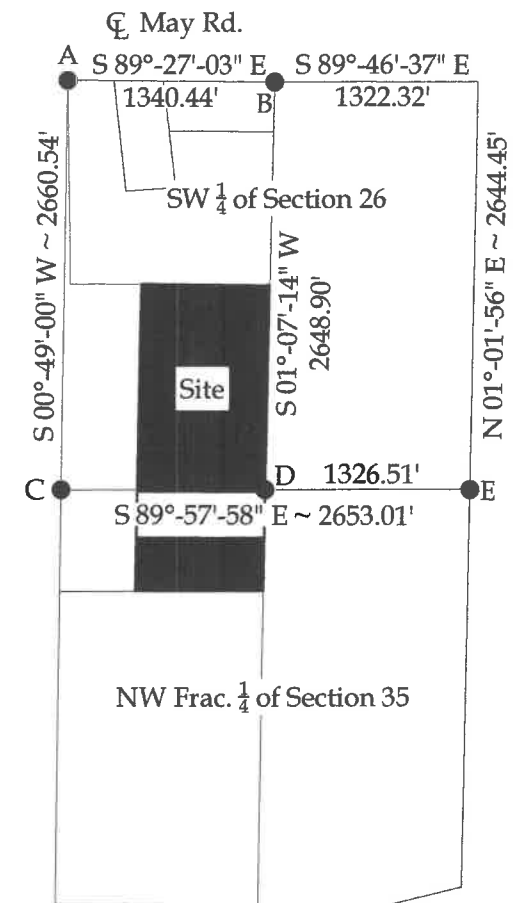 ℄ May Rd.
A
S 89°-27'-03" E
S 89°-46'-37" E
1340.44'
B
1322.32'
S 00°-49'-00" W ~ 2660.54'
SW 1/4 of Section 26
S 01°-07'-14" W
2648.90'
N 01°-01'-56" E ~ 2644.45'
Site
C
D
1326.51'
E
S 89°-57'-58" E ~ 2653.01'
NW Frac. 1/4 of Section 35